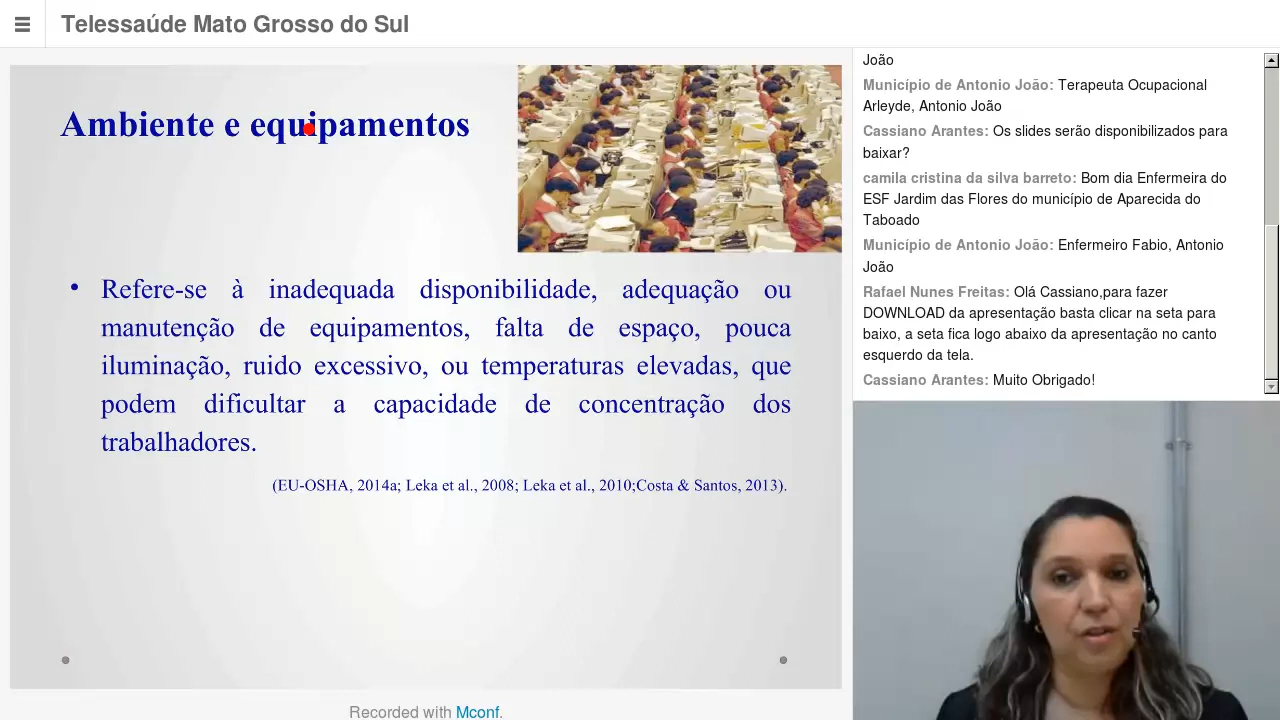 Telessaúde Mato Grosso do Sul
Ambiente e equipamentos
• Refere-se à inadequada disponibilidade, adequação ou
manutenção de equipamentos, falta de espaço, pouca
iluminação, ruido excessivo, ou temperaturas elevadas, que
podem dificultar a capacidade de concentração dos
trabalhadores.
(EU-OSHA, 2014a; Leka et al., 2008; Leka et al., 2010;Costa & Santos, 2013).
Recorded with Mconf.
João
Município de Antonio João: Terapeuta Ocupacional
Arleyde, Antonio João
Cassiano Arantes: Os slides serão disponibilizados para
baixar?
camila cristina da silva barreto: Bom dia Enfermeira do
ESF Jardim das Flores do município de Aparecida do
Taboado
Município de Antonio João: Enfermeiro Fabio, Antonio
João
Rafael Nunes Freitas: Olá Cassiano,para fazer
DOWNLOAD da apresentação basta clicar na seta para
baixo, a seta fica logo abaixo da apresentação no canto
esquerdo da tela.
Cassiano Arantes: Muito Obrigado!